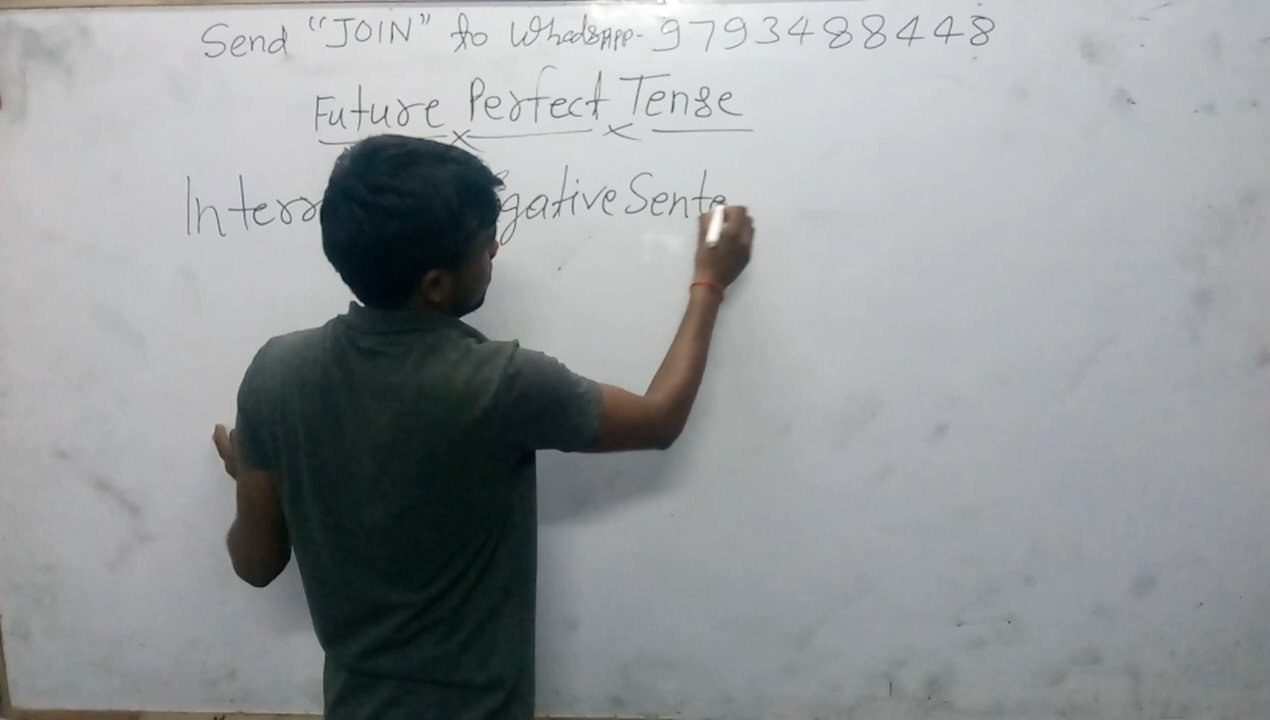 Send "JOIN" to WhatsApp- 9793488448
Future Perfect Tense
Interr gative Sente